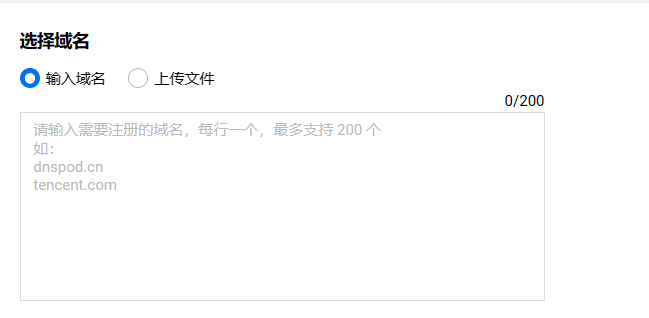 选择域名
输入域名 上传文件
0/200
请输入需要注册的域名，每行一个，最多支持 200 个
如：
dnspod.cn
tencent.com